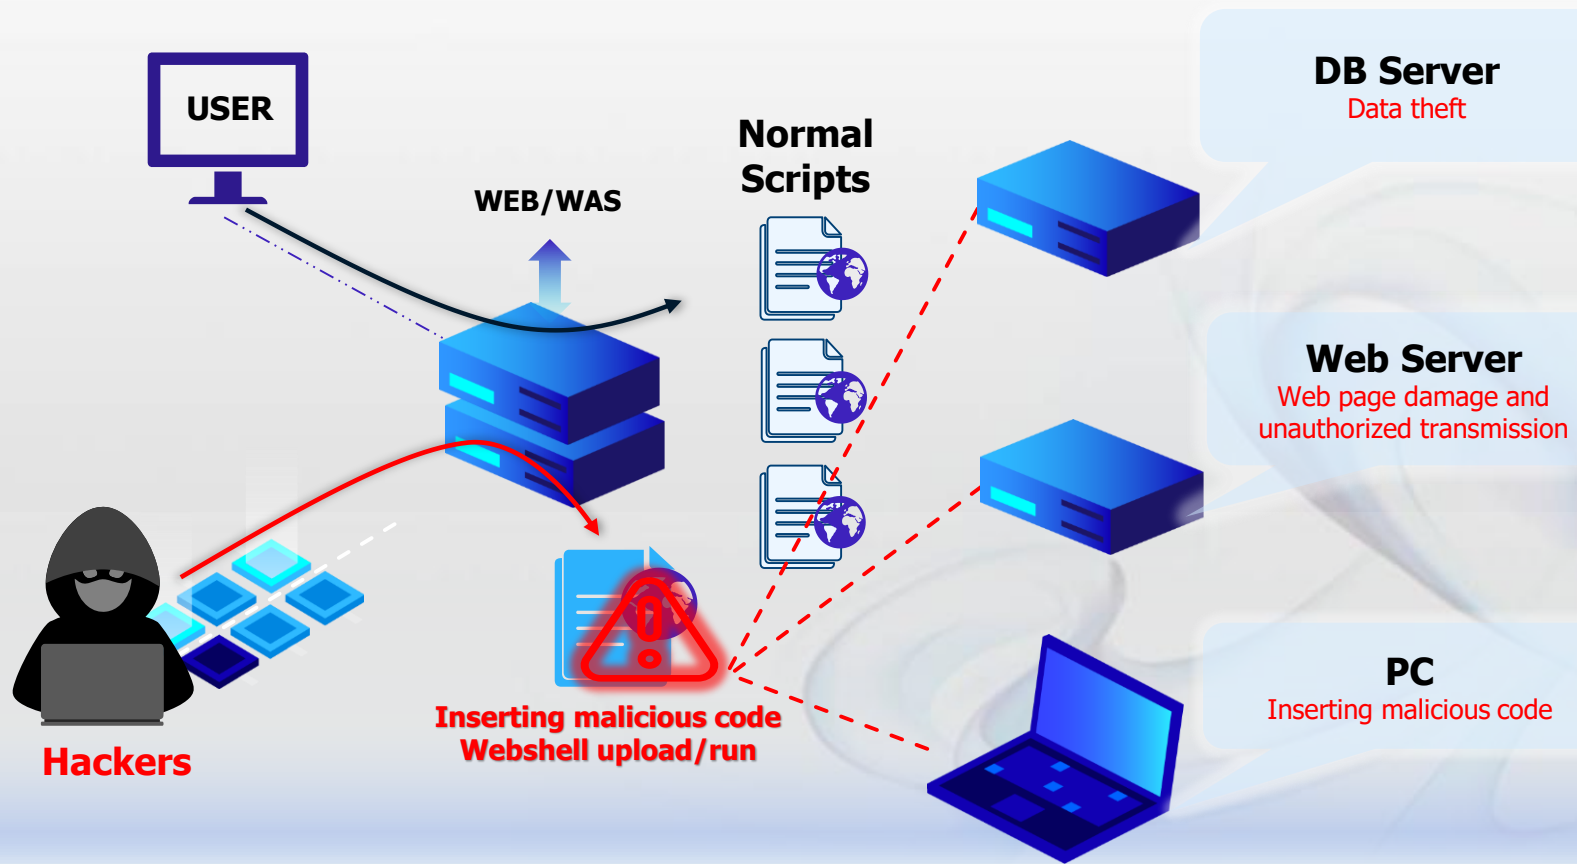 USER
WEB/WAS
Normal
Scripts
DB Server
Data theft
Web Server
Web page damage and
unauthorized transmission
PC
Inserting malicious code
Inserting malicious code
Webshell upload/run
Hackers